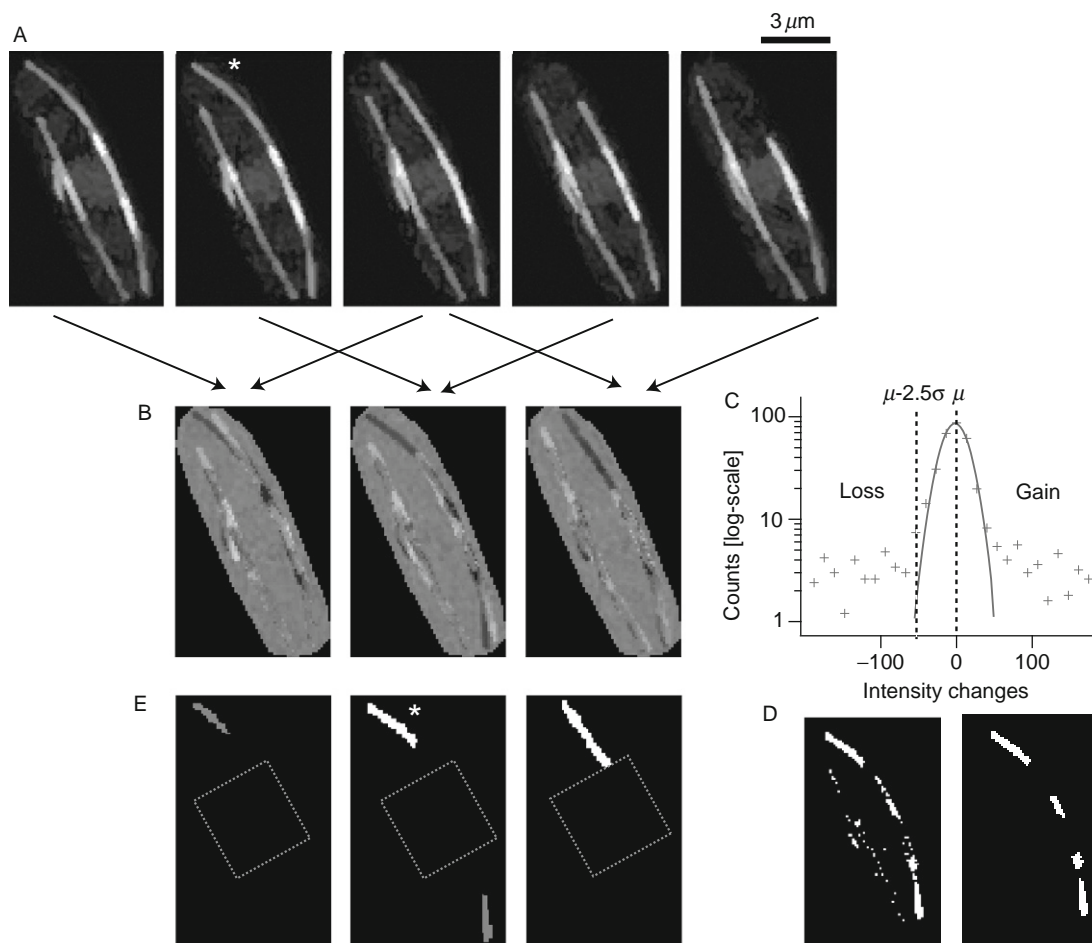 A
3 μm
*
B
C
μ-2.5σ μ
100
Loss
Gain
10
Counts [log-scale]
1
−100 0 100
Intensity changes
E
*
D